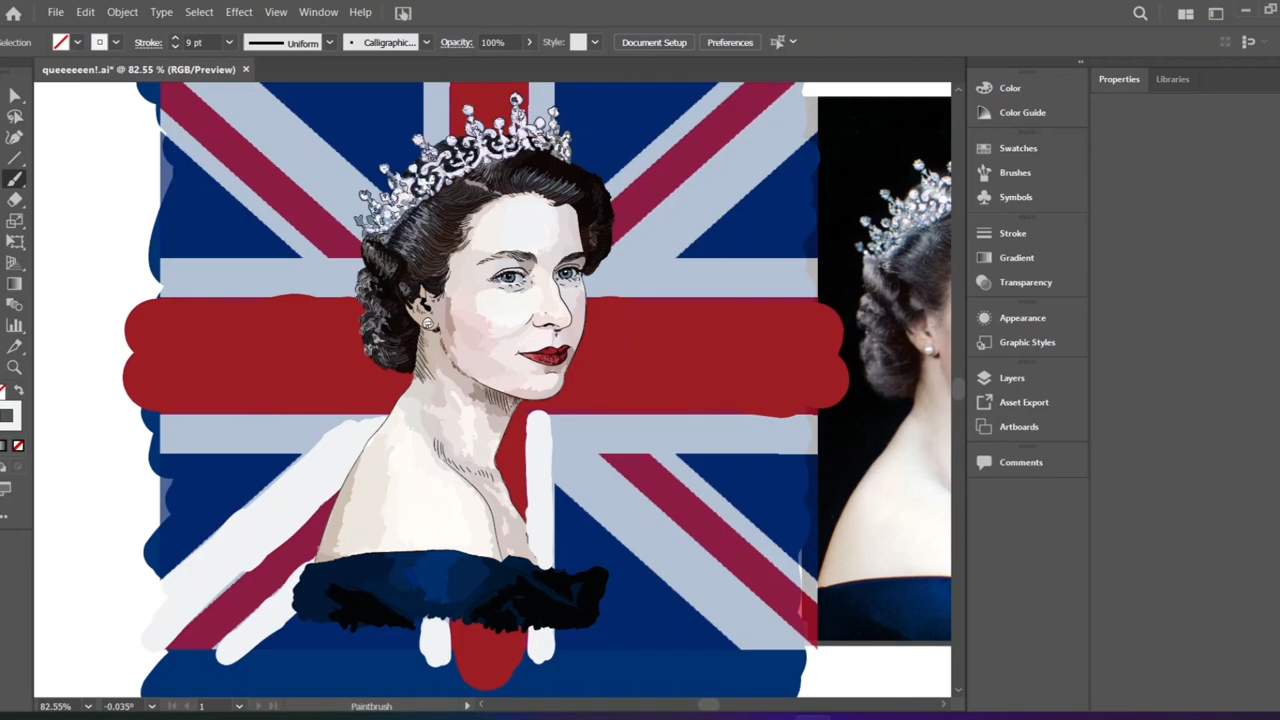 File Edit Object Type Select Effect View Window Help
Selection Stroke: 9 pt Uniform Calligraphic... Opacity: 100% Style: Document Setup Preferences
queeeeeen!.ai* @ 82.55 % (RGB/Preview)
Properties Libraries
Color
Color Guide
Swatches
Brushes
Symbols
Stroke
Gradient
Transparency
Appearance
Graphic Styles
Layers
Asset Export
Artboards
Comments
82.55% -0.035° 1 Paintbrush